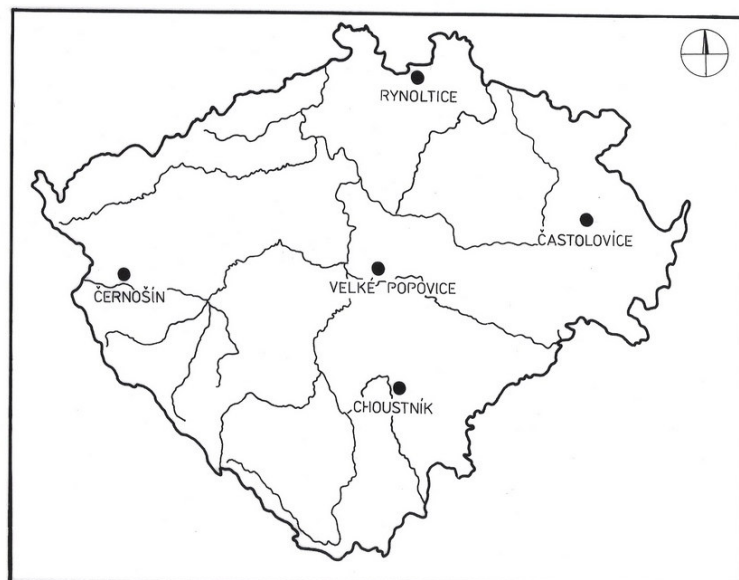 RYNOLTICE
ČASTOLOVICE
ČERNOŠÍN
VELKÉ POPOVICE
CHOUSTNÍK